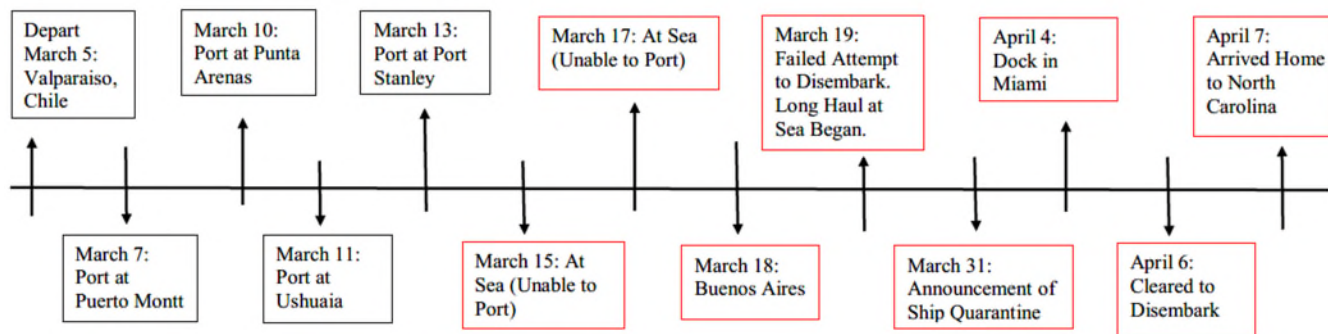 Depart
March 5:
Valparaiso,
Chile
March 7:
Port at
Puerto Montt
March 10:
Port at Punta
Arenas
March 11:
Port at
Ushuaia
March 13:
Port at Port
Stanley
March 15: At
Sea (Unable to
Port)
March 17: At Sea
(Unable to Port)
March 18:
Buenos Aires
March 19:
Failed Attempt
to Disembark.
Long Haul at
Sea Began.
March 31:
Announcement of
Ship Quarantine
April 4:
Dock in
Miami
April 6:
Cleared to
Disembark
April 7:
Arrived Home
to North
Carolina